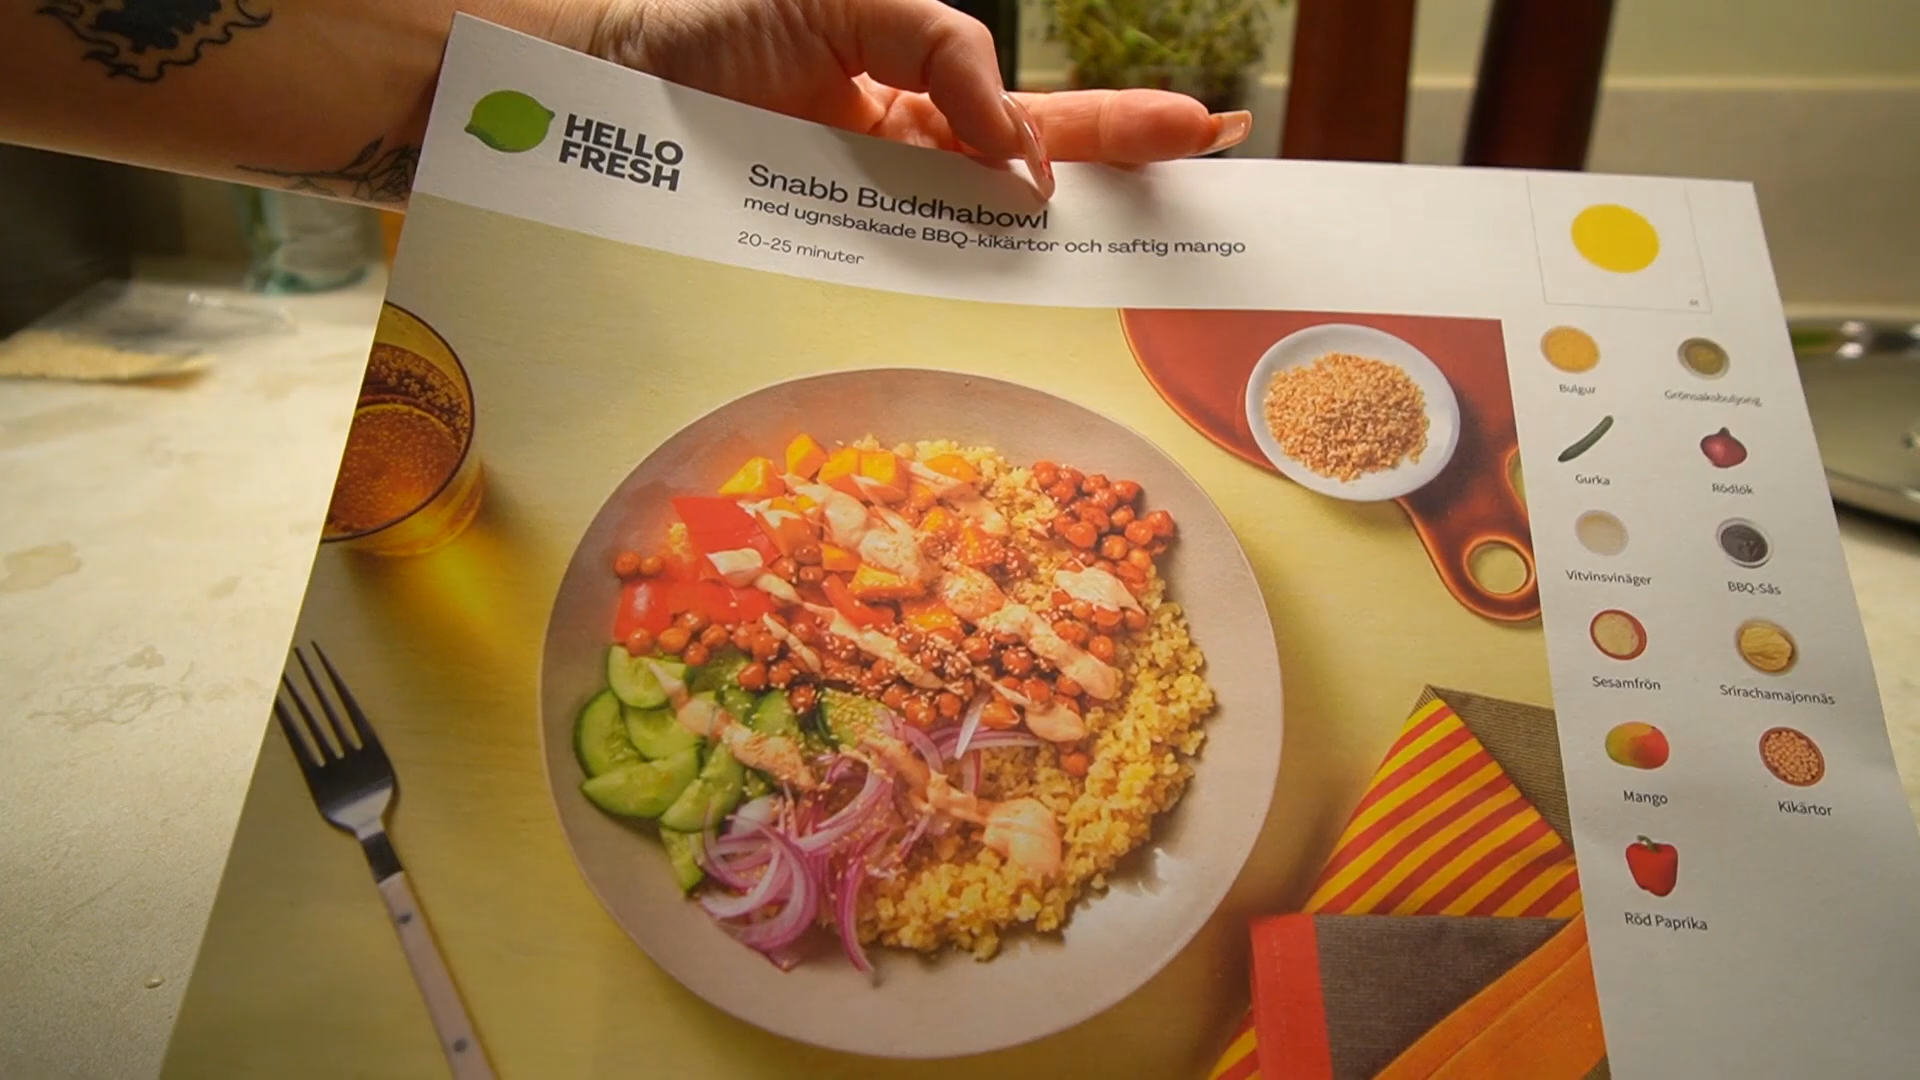 HELLO
FRESH
Snabb Buddhabowl
med ugnsbakade BBQ-kikärtor och saftig mango
20-25 minuter
Bulgur
Grönsaksbuljong
Gurka
Rödlök
Vitvinsvinäger
BBQ-Sås
Sesamfrön
Srirachamajonnäs
Mango
Kikärtor
Röd Paprika